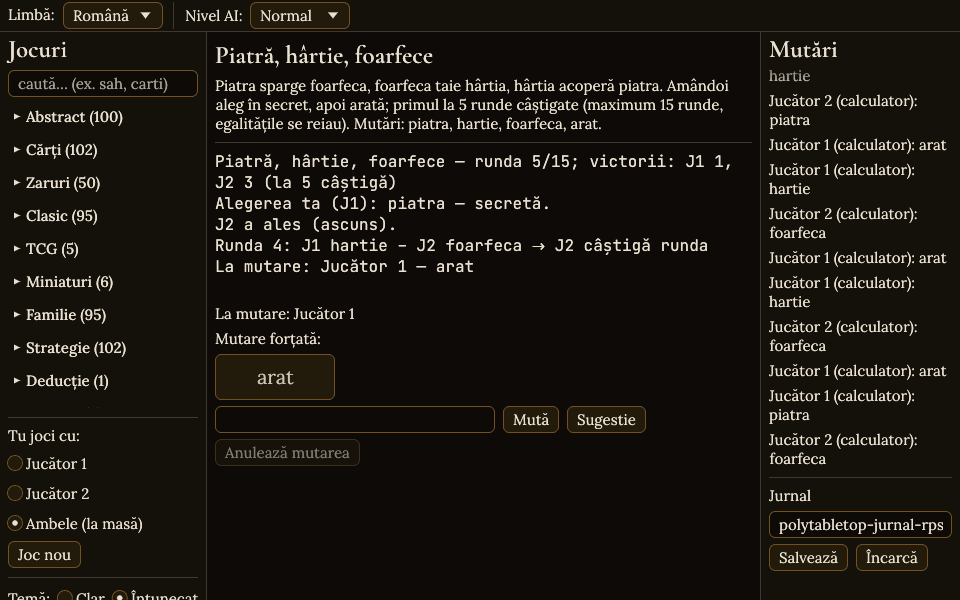 Limbă: Română ▼ Nivel AI: Normal ▼
Jocuri
caută... (ex. sah, carti)
▸ Abstract (100)
▸ Cărți (102)
▸ Zaruri (50)
▸ Clasic (95)
▸ TCG (5)
▸ Miniaturi (6)
▸ Familie (95)
▸ Strategie (102)
▸ Deducție (1)
Tu joci cu:
Jucător 1
Jucător 2
Ambele (la masă)
Joc nou
Temă: Clar Întunecat
Piatră, hârtie, foarfece
Piatra sparge foarfeca, foarfeca taie hârtia, hârtia acoperă piatra. Amândoi
aleg în secret, apoi arată; primul la 5 runde câștigate (maximum 15 runde,
egalitățile se reiau). Mutări: piatra, hartie, foarfeca, arat.
Piatră, hârtie, foarfece — runda 5/15; victorii: J1 1,
J2 3 (la 5 câștigă)
Alegerea ta (J1): piatra — secretă.
J2 a ales (ascuns).
Runda 4: J1 hartie – J2 foarfeca → J2 câștigă runda
La mutare: Jucător 1 — arat
La mutare: Jucător 1
Mutare forțată:
arat
Mută Sugestie
Anulează mutarea
Mutări
hartie
Jucător 2 (calculator):
piatra
Jucător 1 (calculator): arat
Jucător 1 (calculator):
hartie
Jucător 2 (calculator):
foarfeca
Jucător 1 (calculator): arat
Jucător 1 (calculator):
hartie
Jucător 2 (calculator):
foarfeca
Jucător 1 (calculator): arat
Jucător 1 (calculator):
piatra
Jucător 2 (calculator):
foarfeca
Jurnal
polytabletop-jurnal-rps
Salvează Încarcă